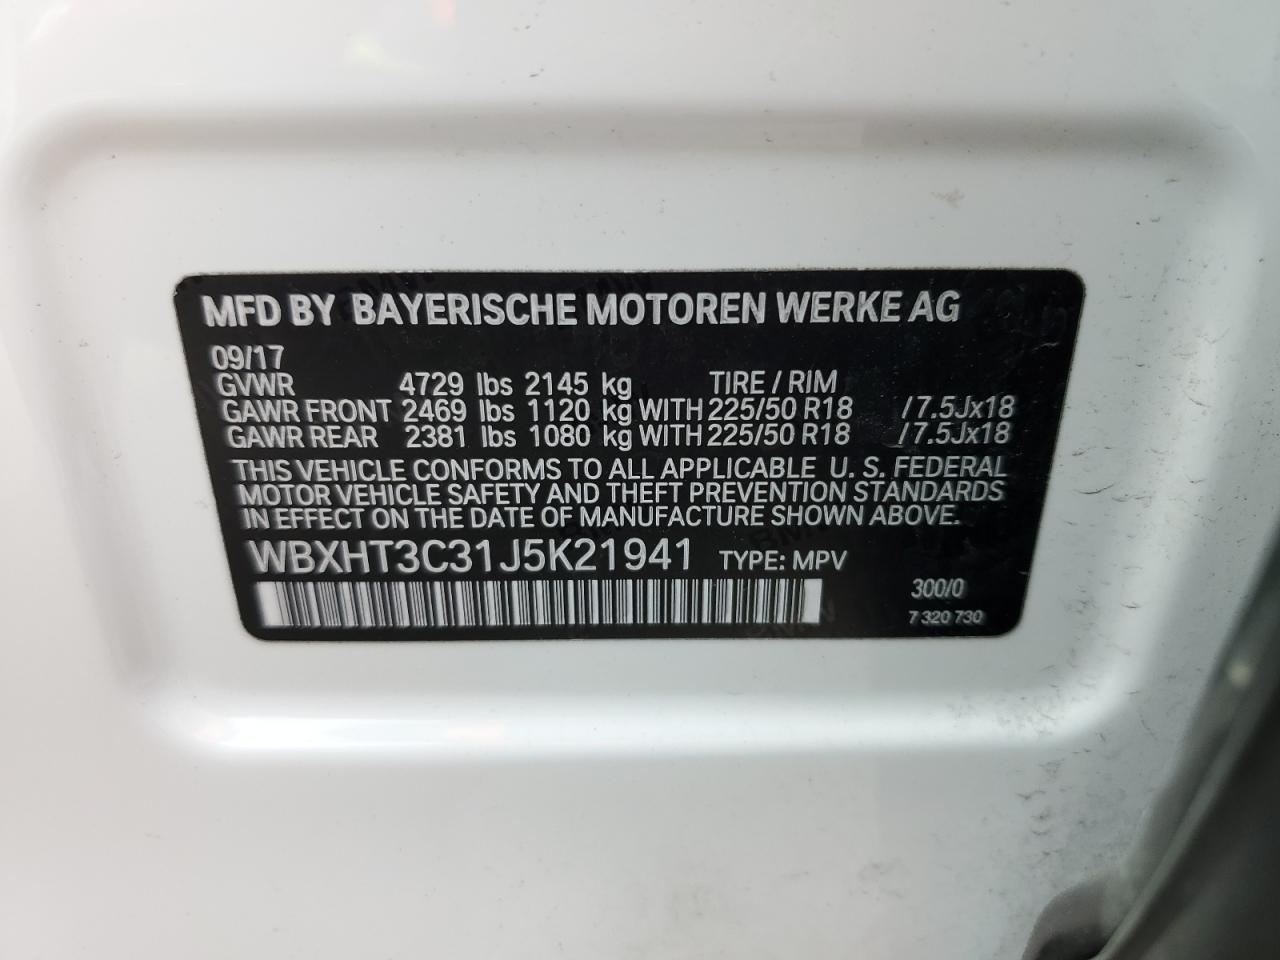 MFD BY BAYERISCHE MOTOREN WERKE AG
09/17
GVWR 4729 lbs 2145 kg TIRE / RIM
GAWR FRONT 2469 lbs 1120 kg WITH 225/50 R18 /7.5Jx18
GAWR REAR 2381 lbs 1080 kg WITH 225/50 R18 /7.5Jx18
THIS VEHICLE CONFORMS TO ALL APPLICABLE U. S. FEDERAL
MOTOR VEHICLE SAFETY AND THEFT PREVENTION STANDARDS
IN EFFECT ON THE DATE OF MANUFACTURE SHOWN ABOVE.
WBXHT3C31J5K21941 TYPE: MPV
300/0
7 320 730